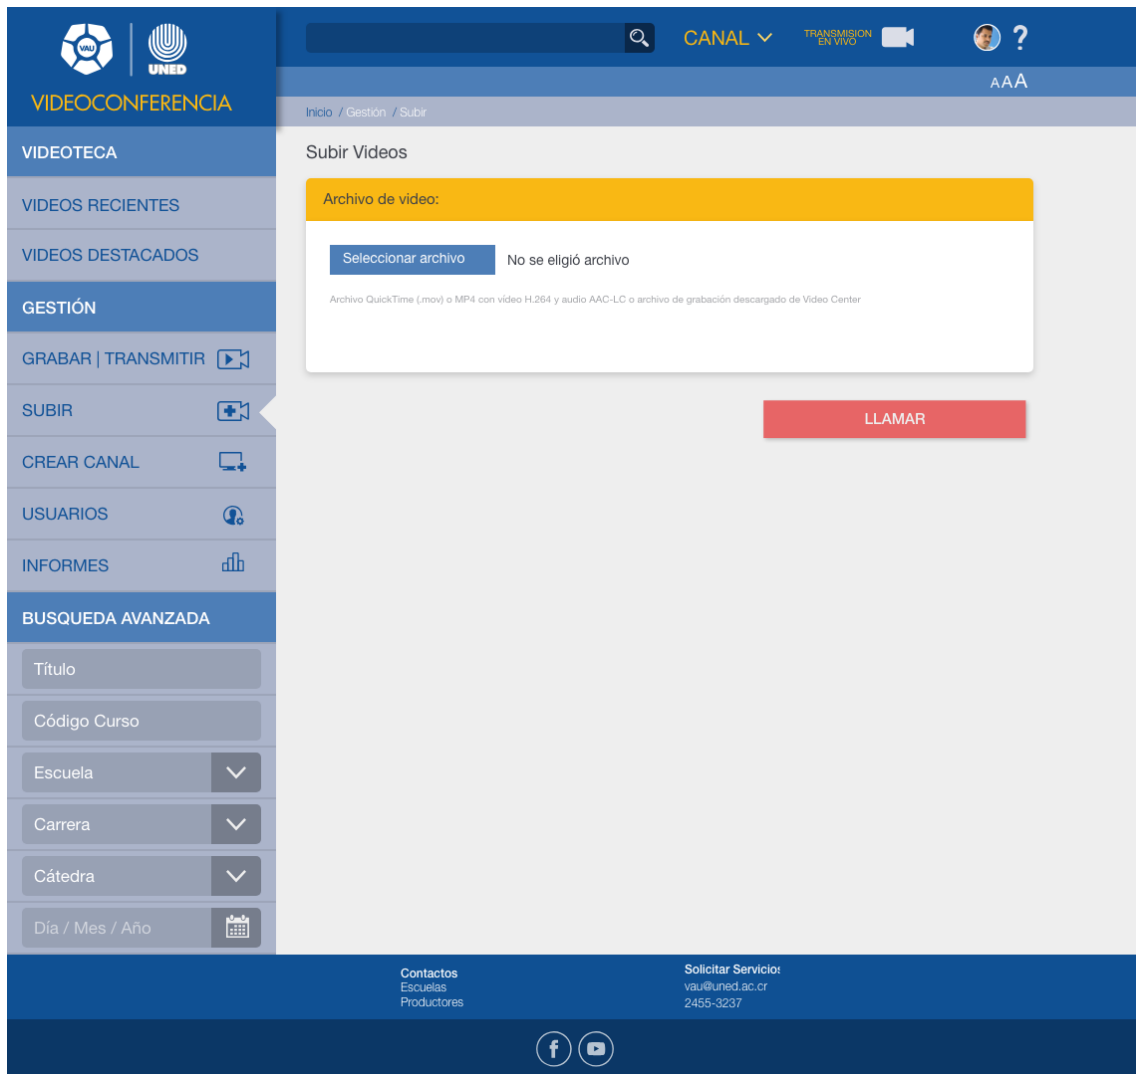 VAU
UNED
VIDEOCONFERENCIA
CANAL
TRANSMISION
EN VIVO
?
AAA
Inicio / Gestión / Subir
VIDEOTECA
VIDEOS RECIENTES
VIDEOS DESTACADOS
GESTIÓN
GRABAR | TRANSMITIR
SUBIR
CREAR CANAL
USUARIOS
INFORMES
BUSQUEDA AVANZADA
Título
Código Curso
Escuela
Carrera
Cátedra
Día / Mes / Año
Subir Videos
Archivo de video:
Seleccionar archivo No se eligió archivo
Archivo QuickTime (.mov) o MP4 con vídeo H.264 y audio AAC-LC o archivo de grabación descargado de Video Center
LLAMAR
Contactos
Escuelas
Productores
Solicitar Servicios
vau@uned.ac.cr
2455-3237
f